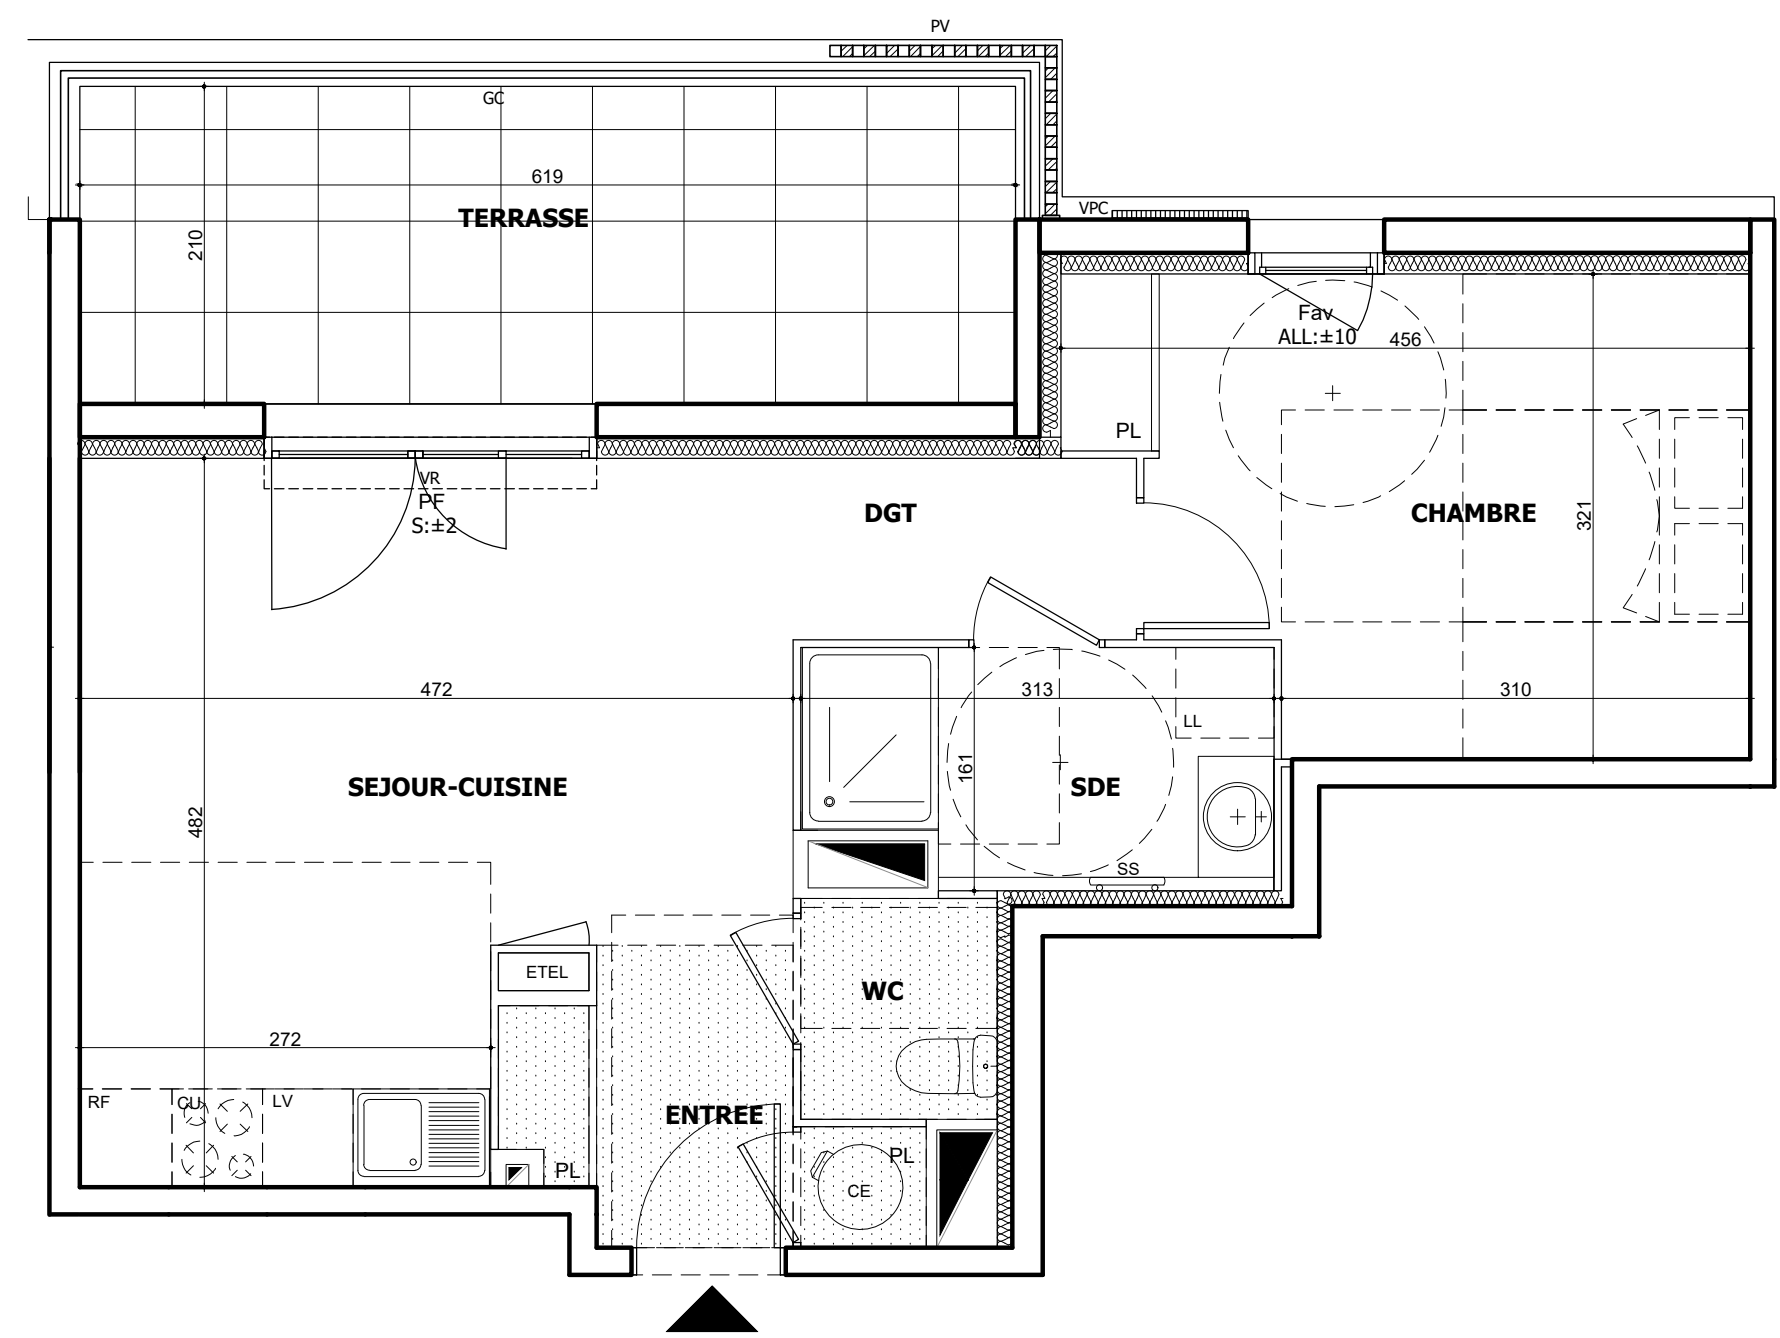 PV
GC
619
TERRASSE
210
VPC
Fav
ALL:±10
456
PL
VR
PF
S:±2
DGT
CHAMBRE
321
472
313
310
LL
161
SDE
SEJOUR-CUISINE
482
SS
ETEL
WC
272
RF
CU
LV
ENTREE
PL
PL
CE